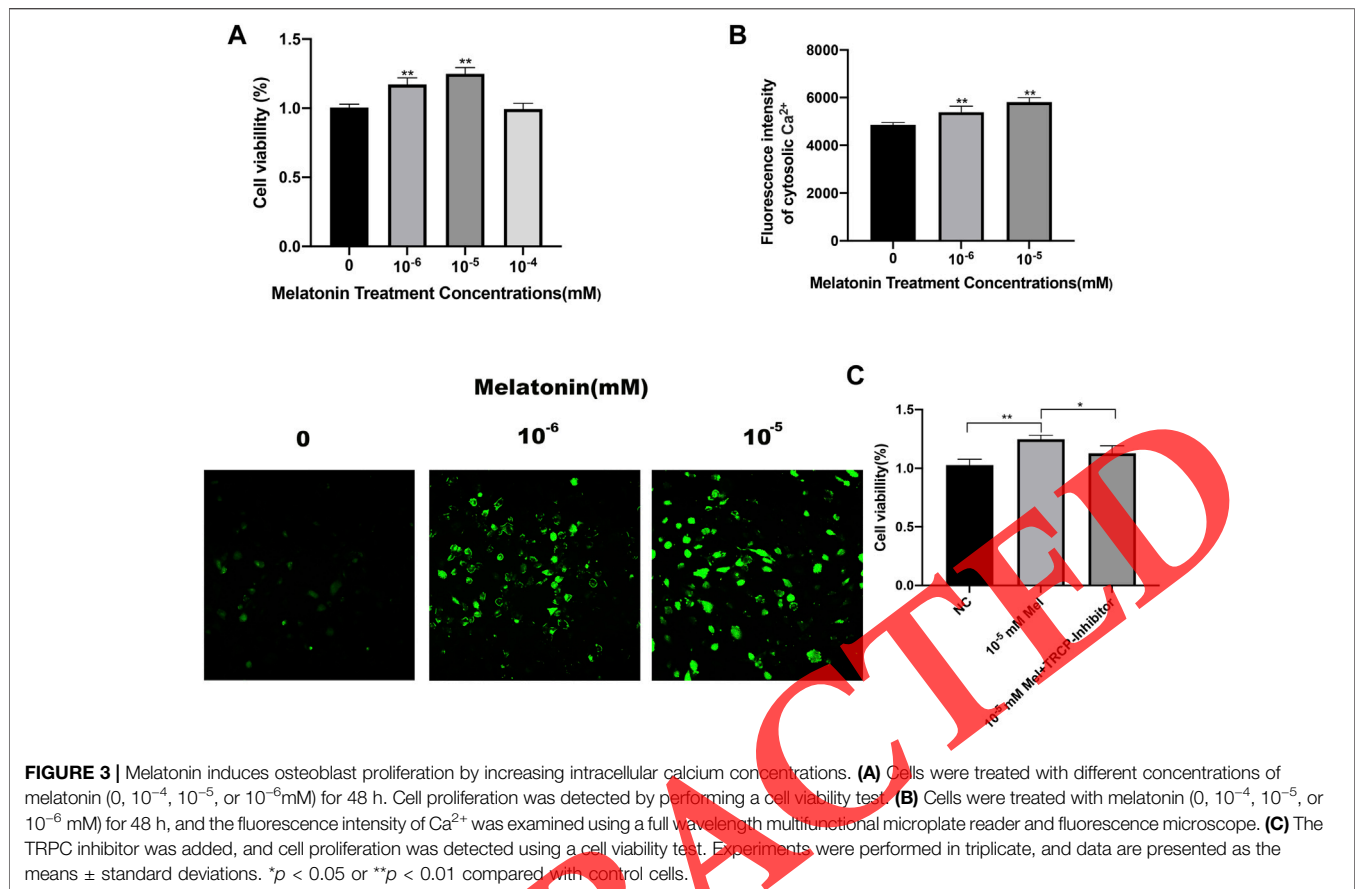 A
1.5
1.0
0.5
0.0
Cell viabillity (%)
**
**
0
10⁻⁶
10⁻⁵
10⁻⁴
Melatonin Treatment Concentrations(mM)
B
8000
6000
4000
2000
0
Fluorescence intensity
of cytosolic Ca²⁺
**
**
0
10⁻⁶
10⁻⁵
Melatonin Treatment Concentrations(mM)
Melatonin(mM)
0
10⁻⁶
10⁻⁵
C
1.5
1.0
0.5
0.0
Cell viabillity(%)
**
*
NC
10⁻⁵ mM Mel
10⁻⁵ mM Mel+TRCP-Inhibitor
FIGURE 3 | Melatonin induces osteoblast proliferation by increasing intracellular calcium concentrations. (A) Cells were treated with different concentrations of
melatonin (0, 10⁻⁴, 10⁻⁵, or 10⁻⁶mM) for 48 h. Cell proliferation was detected by performing a cell viability test. (B) Cells were treated with melatonin (0, 10⁻⁴, 10⁻⁵, or
10⁻⁶ mM) for 48 h, and the fluorescence intensity of Ca²⁺ was examined using a full wavelength multifunctional microplate reader and fluorescence microscope. (C) The
TRPC inhibitor was added, and cell proliferation was detected using a cell viability test. Experiments were performed in triplicate, and data are presented as the
means ± standard deviations. *p < 0.05 or **p < 0.01 compared with control cells.
RACTED